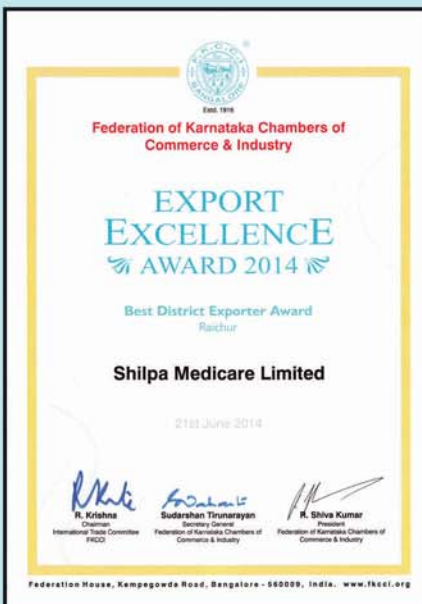 F.K.C.C.I
BANGALORE
®
Estd. 1916
Federation of Karnataka Chambers of
Commerce & Industry
EXPORT
EXCELLENCE
AWARD 2014
Best District Exporter Award
Raichur
Shilpa Medicare Limited
21st June 2014
R. Krishna
Chairman
International Trade Committee
FKCCI
Sudarshan Tirunarayan
Secretary General
Federation of Karnataka Chambers of
Commerce & Industry
R. Shiva Kumar
President
Federation of Karnataka Chambers of
Commerce & Industry
Federation House, Kempegowda Road, Bangalore - 560009, India. www.fkcci.org